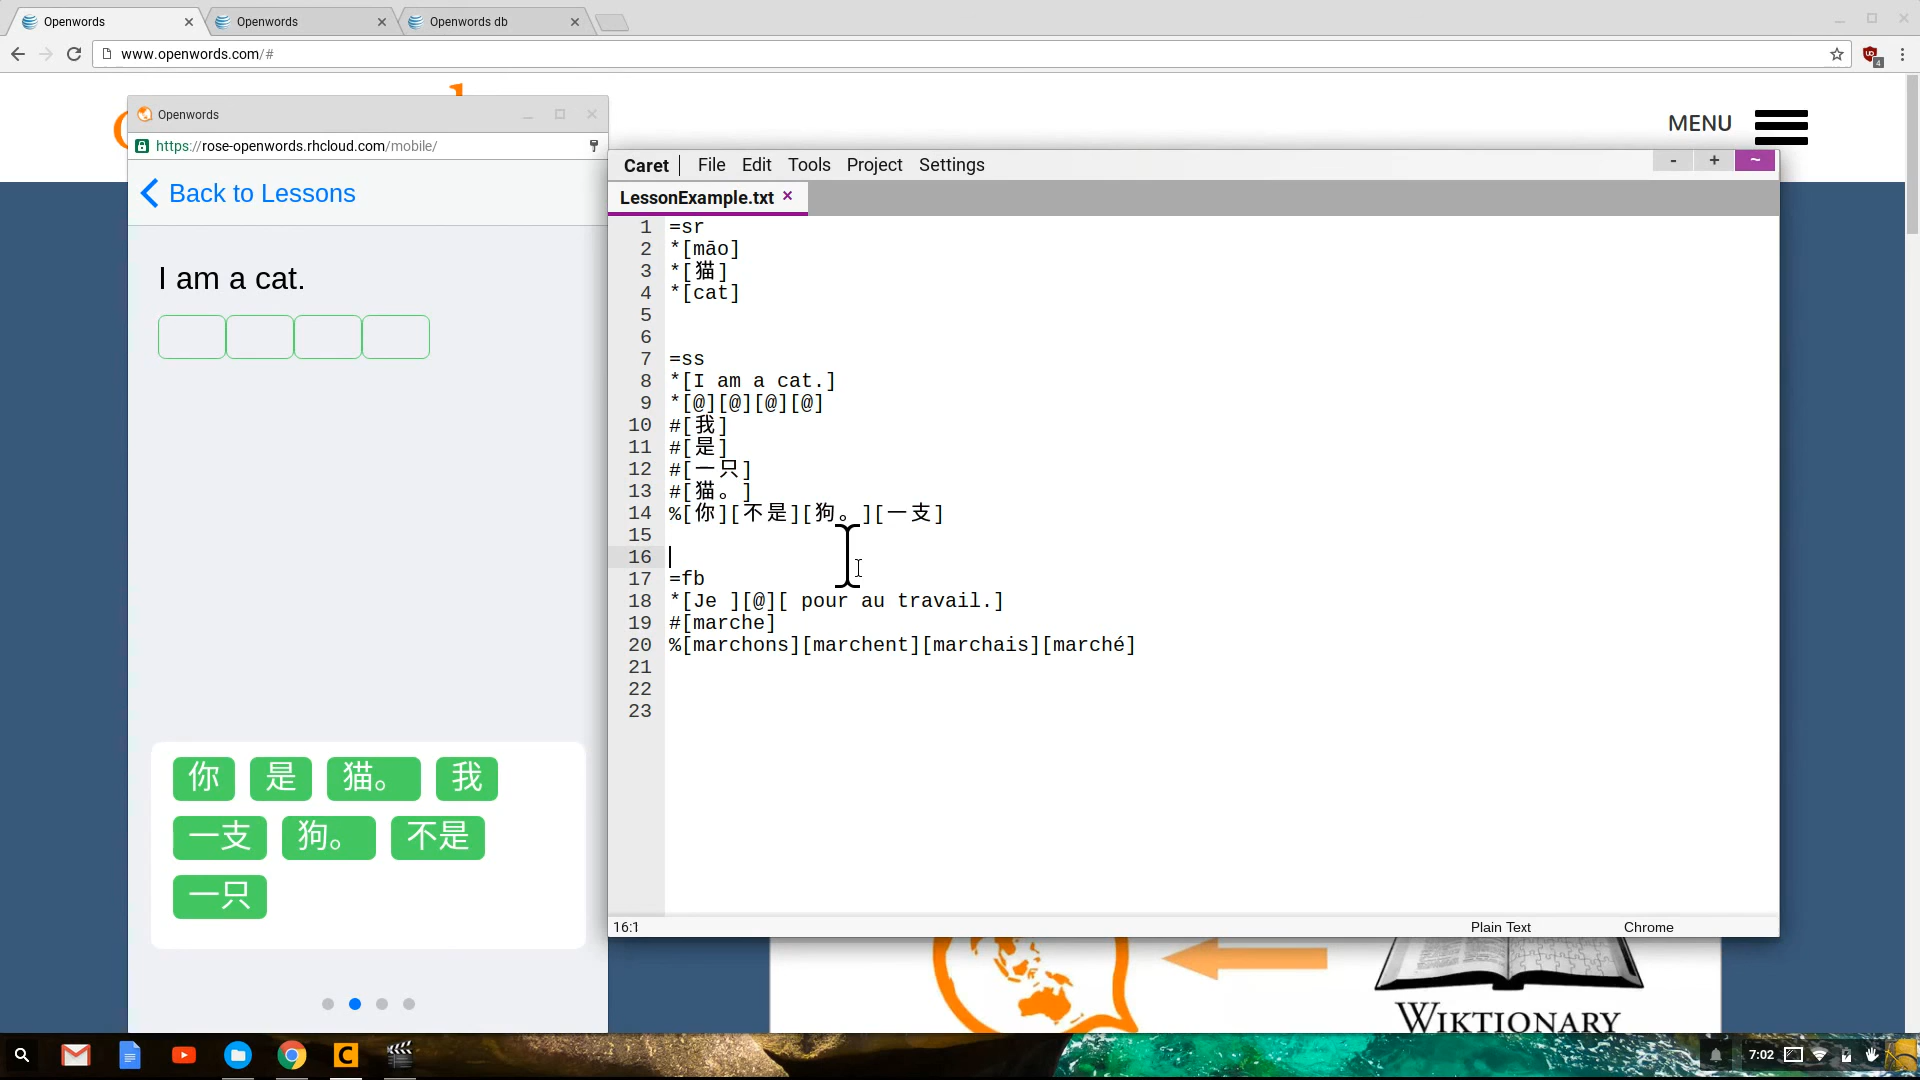 Openwords
Openwords
Openwords db
www.openwords.com/#
4
MENU
Openwords
https://rose-openwords.rhcloud.com/mobile/
Back to Lessons
I am a cat.
你 是 猫。 我
一支 狗。 不是
一只
Caret File Edit Tools Project Settings
- + ~
LessonExample.txt ×
1 =sr
2 *[māo]
3 *[猫]
4 *[cat]
5
6
7 =ss
8 *[I am a cat.]
9 *[@][@][@][@]
10 #[我]
11 #[是]
12 #[一只]
13 #[猫。]
14 %[你][不是][狗。][一支]
15
16
17 =fb
18 *[Je ][@][ pour au travail.]
19 #[marche]
20 %[marchons][marchent][marchais][marché]
21
22
23
16:1 Plain Text Chrome
WIKTIONARY
7:02